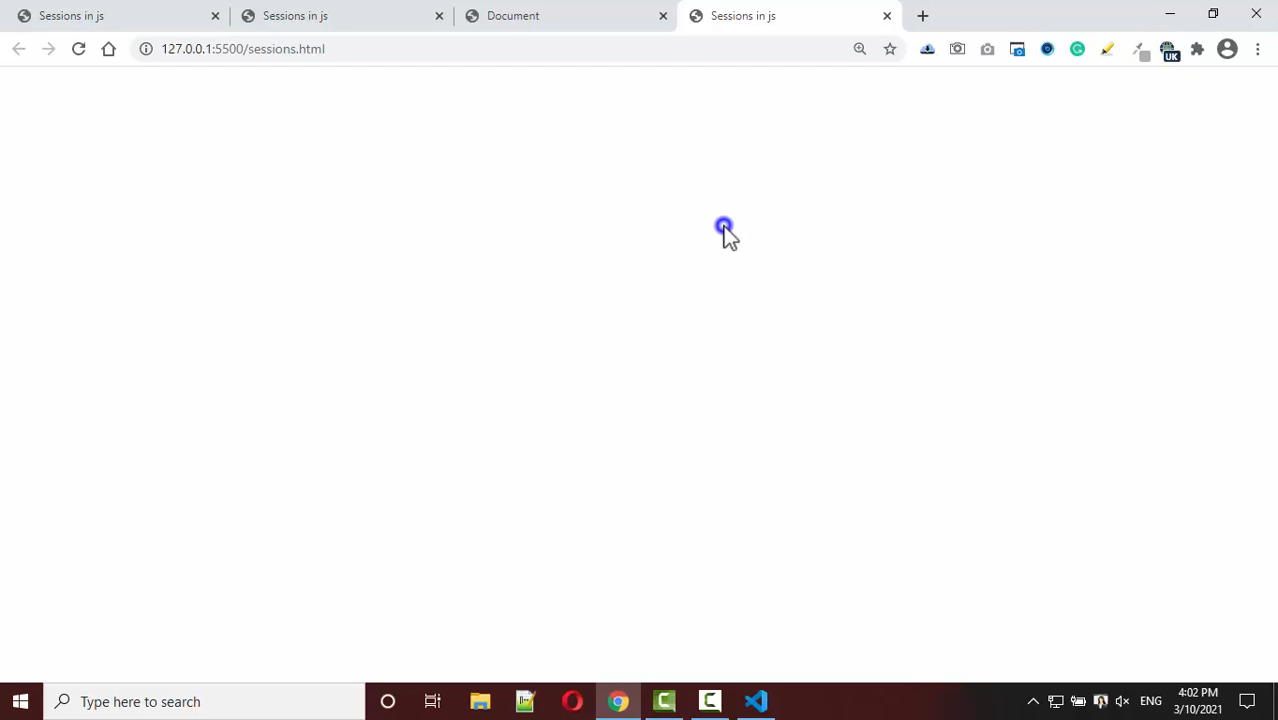 Sessions in js
Sessions in js
Document
Sessions in js
127.0.0.1:5500/sessions.html
UK
Type here to search
ENG
4:02 PM
3/10/2021